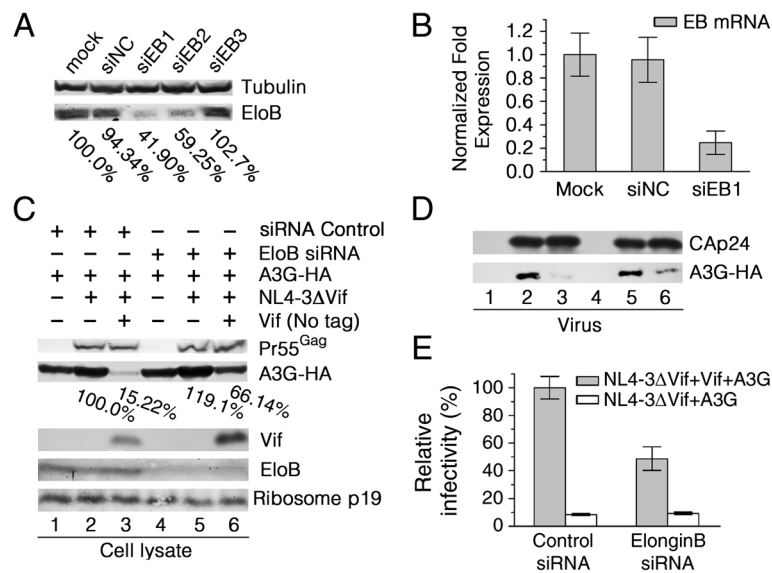 A
mock siNC siEB1 siEB2 siEB3
Tubulin
EloB
100.0% 94.34% 41.90% 59.25% 102.7%
B
Normalized Fold
Expression
1.2
1.0
0.8
0.6
0.4
0.2
0.0
EB mRNA
Mock siNC siEB1
C
+ + + – – – siRNA Control
– – – + + + EloB siRNA
+ + + + + + A3G-HA
– + + – + + NL4-3ΔVif
– – + – – + Vif (No tag)
Pr55Gag
A3G-HA
100.0% 15.22% 119.1% 66.14%
Vif
EloB
Ribosome p19
1 2 3 4 5 6
Cell lysate
D
CAp24
A3G-HA
1 2 3 4 5 6
Virus
E
Relative
infectivity (%)
100
80
60
40
20
0
NL4-3ΔVif+Vif+A3G
NL4-3ΔVif+A3G
Control
siRNA
ElonginB
siRNA